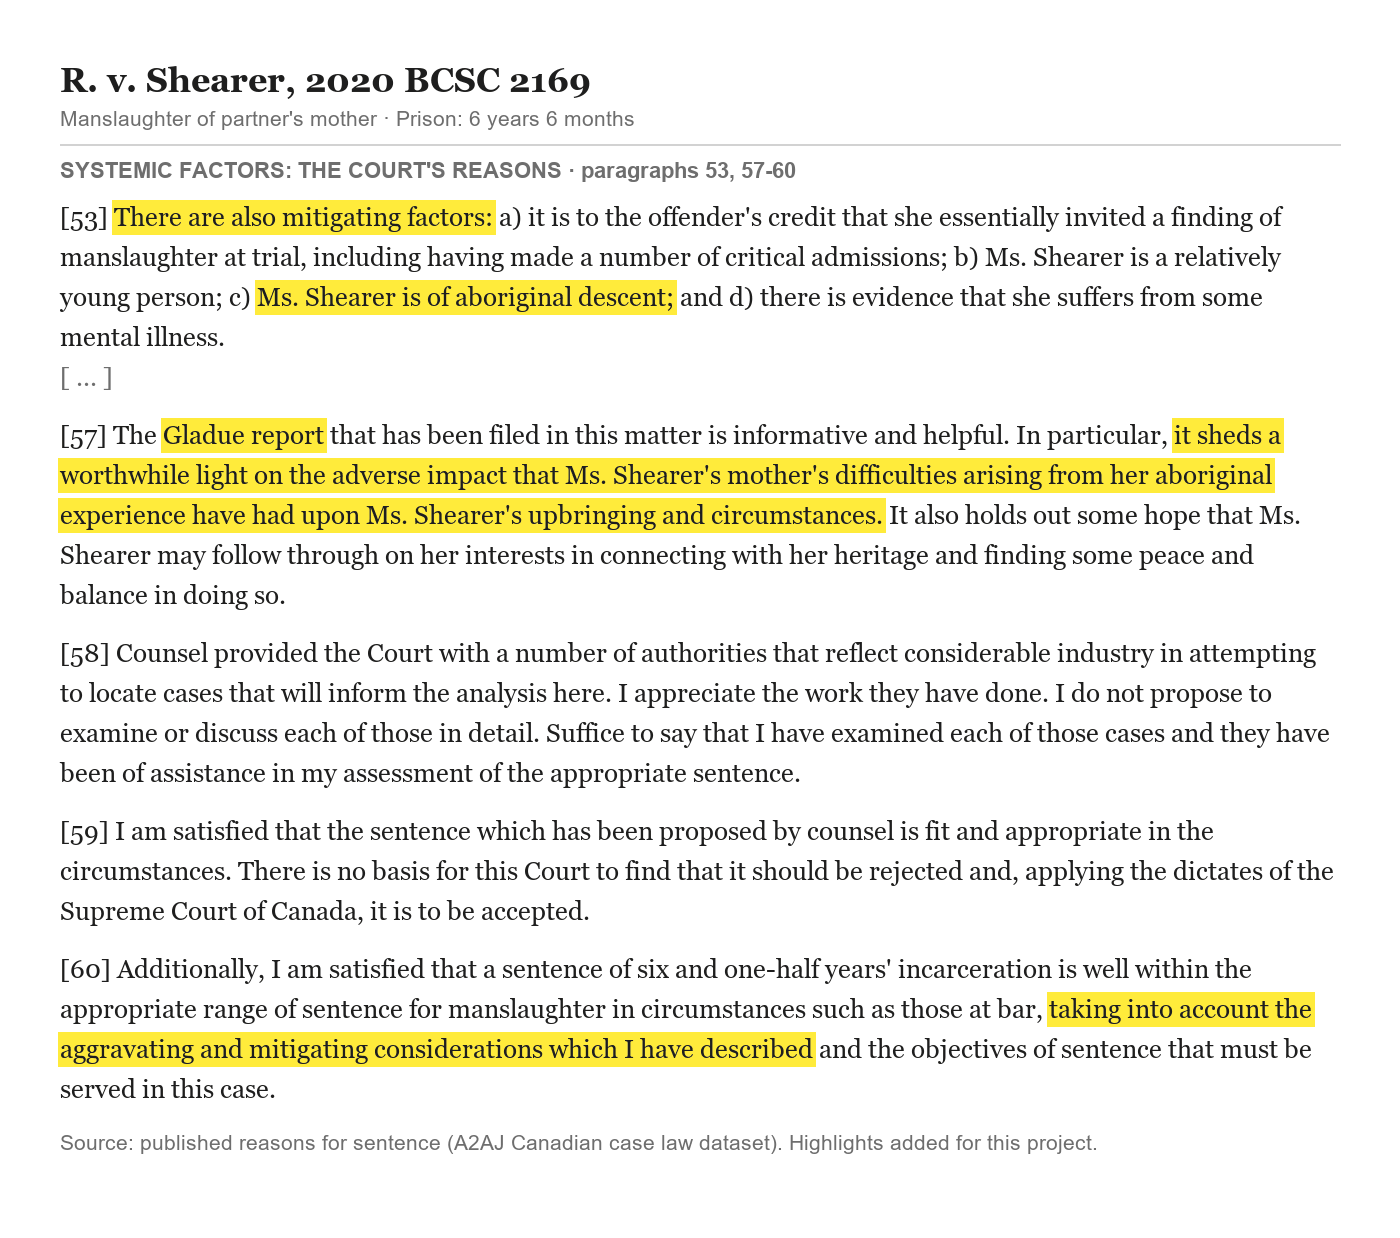 R. v. Shearer, 2020 BCSC 2169
Manslaughter of partner's mother · Prison: 6 years 6 months
SYSTEMIC FACTORS: THE COURT'S REASONS · paragraphs 53, 57-60
[53] There are also mitigating factors: a) it is to the offender's credit that she essentially invited a finding of
manslaughter at trial, including having made a number of critical admissions; b) Ms. Shearer is a relatively
young person; c) Ms. Shearer is of aboriginal descent; and d) there is evidence that she suffers from some
mental illness.
[ ... ]
[57] The Gladue report that has been filed in this matter is informative and helpful. In particular, it sheds a
worthwhile light on the adverse impact that Ms. Shearer's mother's difficulties arising from her aboriginal
experience have had upon Ms. Shearer's upbringing and circumstances. It also holds out some hope that Ms.
Shearer may follow through on her interests in connecting with her heritage and finding some peace and
balance in doing so.
[58] Counsel provided the Court with a number of authorities that reflect considerable industry in attempting
to locate cases that will inform the analysis here. I appreciate the work they have done. I do not propose to
examine or discuss each of those in detail. Suffice to say that I have examined each of those cases and they have
been of assistance in my assessment of the appropriate sentence.
[59] I am satisfied that the sentence which has been proposed by counsel is fit and appropriate in the
circumstances. There is no basis for this Court to find that it should be rejected and, applying the dictates of the
Supreme Court of Canada, it is to be accepted.
[60] Additionally, I am satisfied that a sentence of six and one-half years' incarceration is well within the
appropriate range of sentence for manslaughter in circumstances such as those at bar, taking into account the
aggravating and mitigating considerations which I have described and the objectives of sentence that must be
served in this case.
Source: published reasons for sentence (A2AJ Canadian case law dataset). Highlights added for this project.